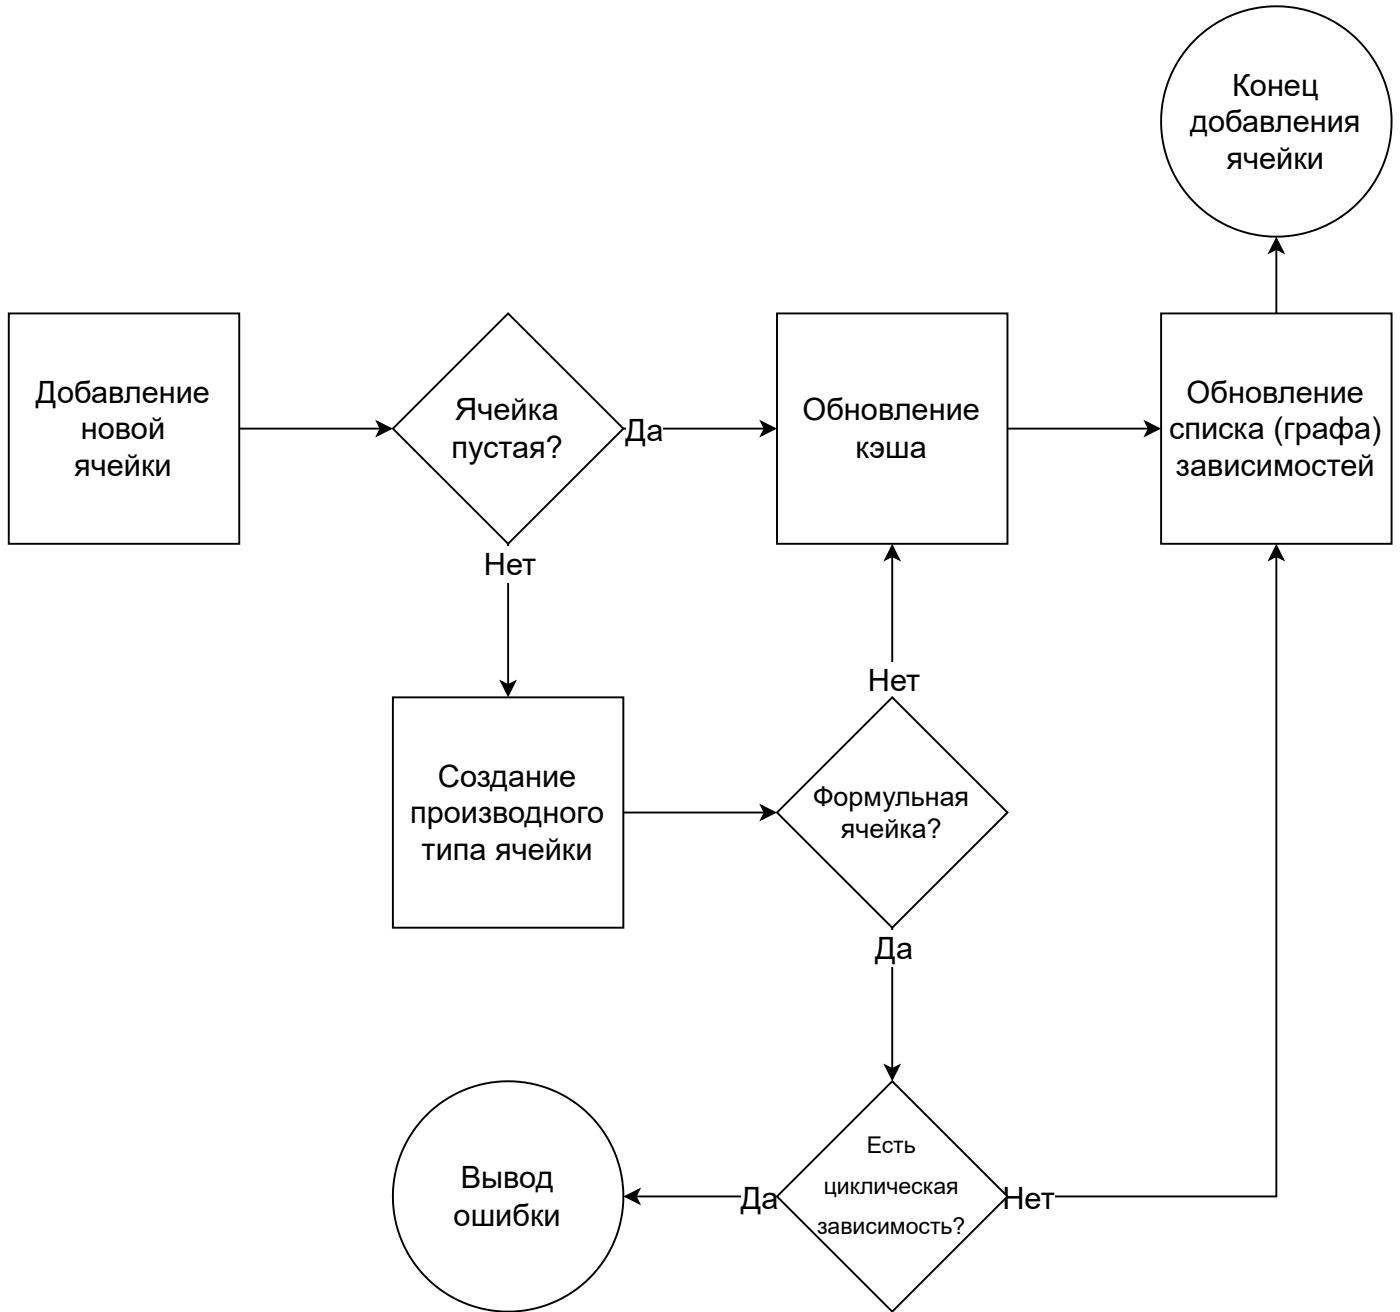 Конец
добавления
ячейки
Добавление
новой
ячейки
Ячейка
пустая?
Да
Обновление
кэша
Обновление
списка (графа)
зависимостей
Нет
Нет
Создание
производного
типа ячейки
Формульная
ячейка?
Да
Вывод
ошибки
Да
Есть
циклическая
зависимость?
Нет